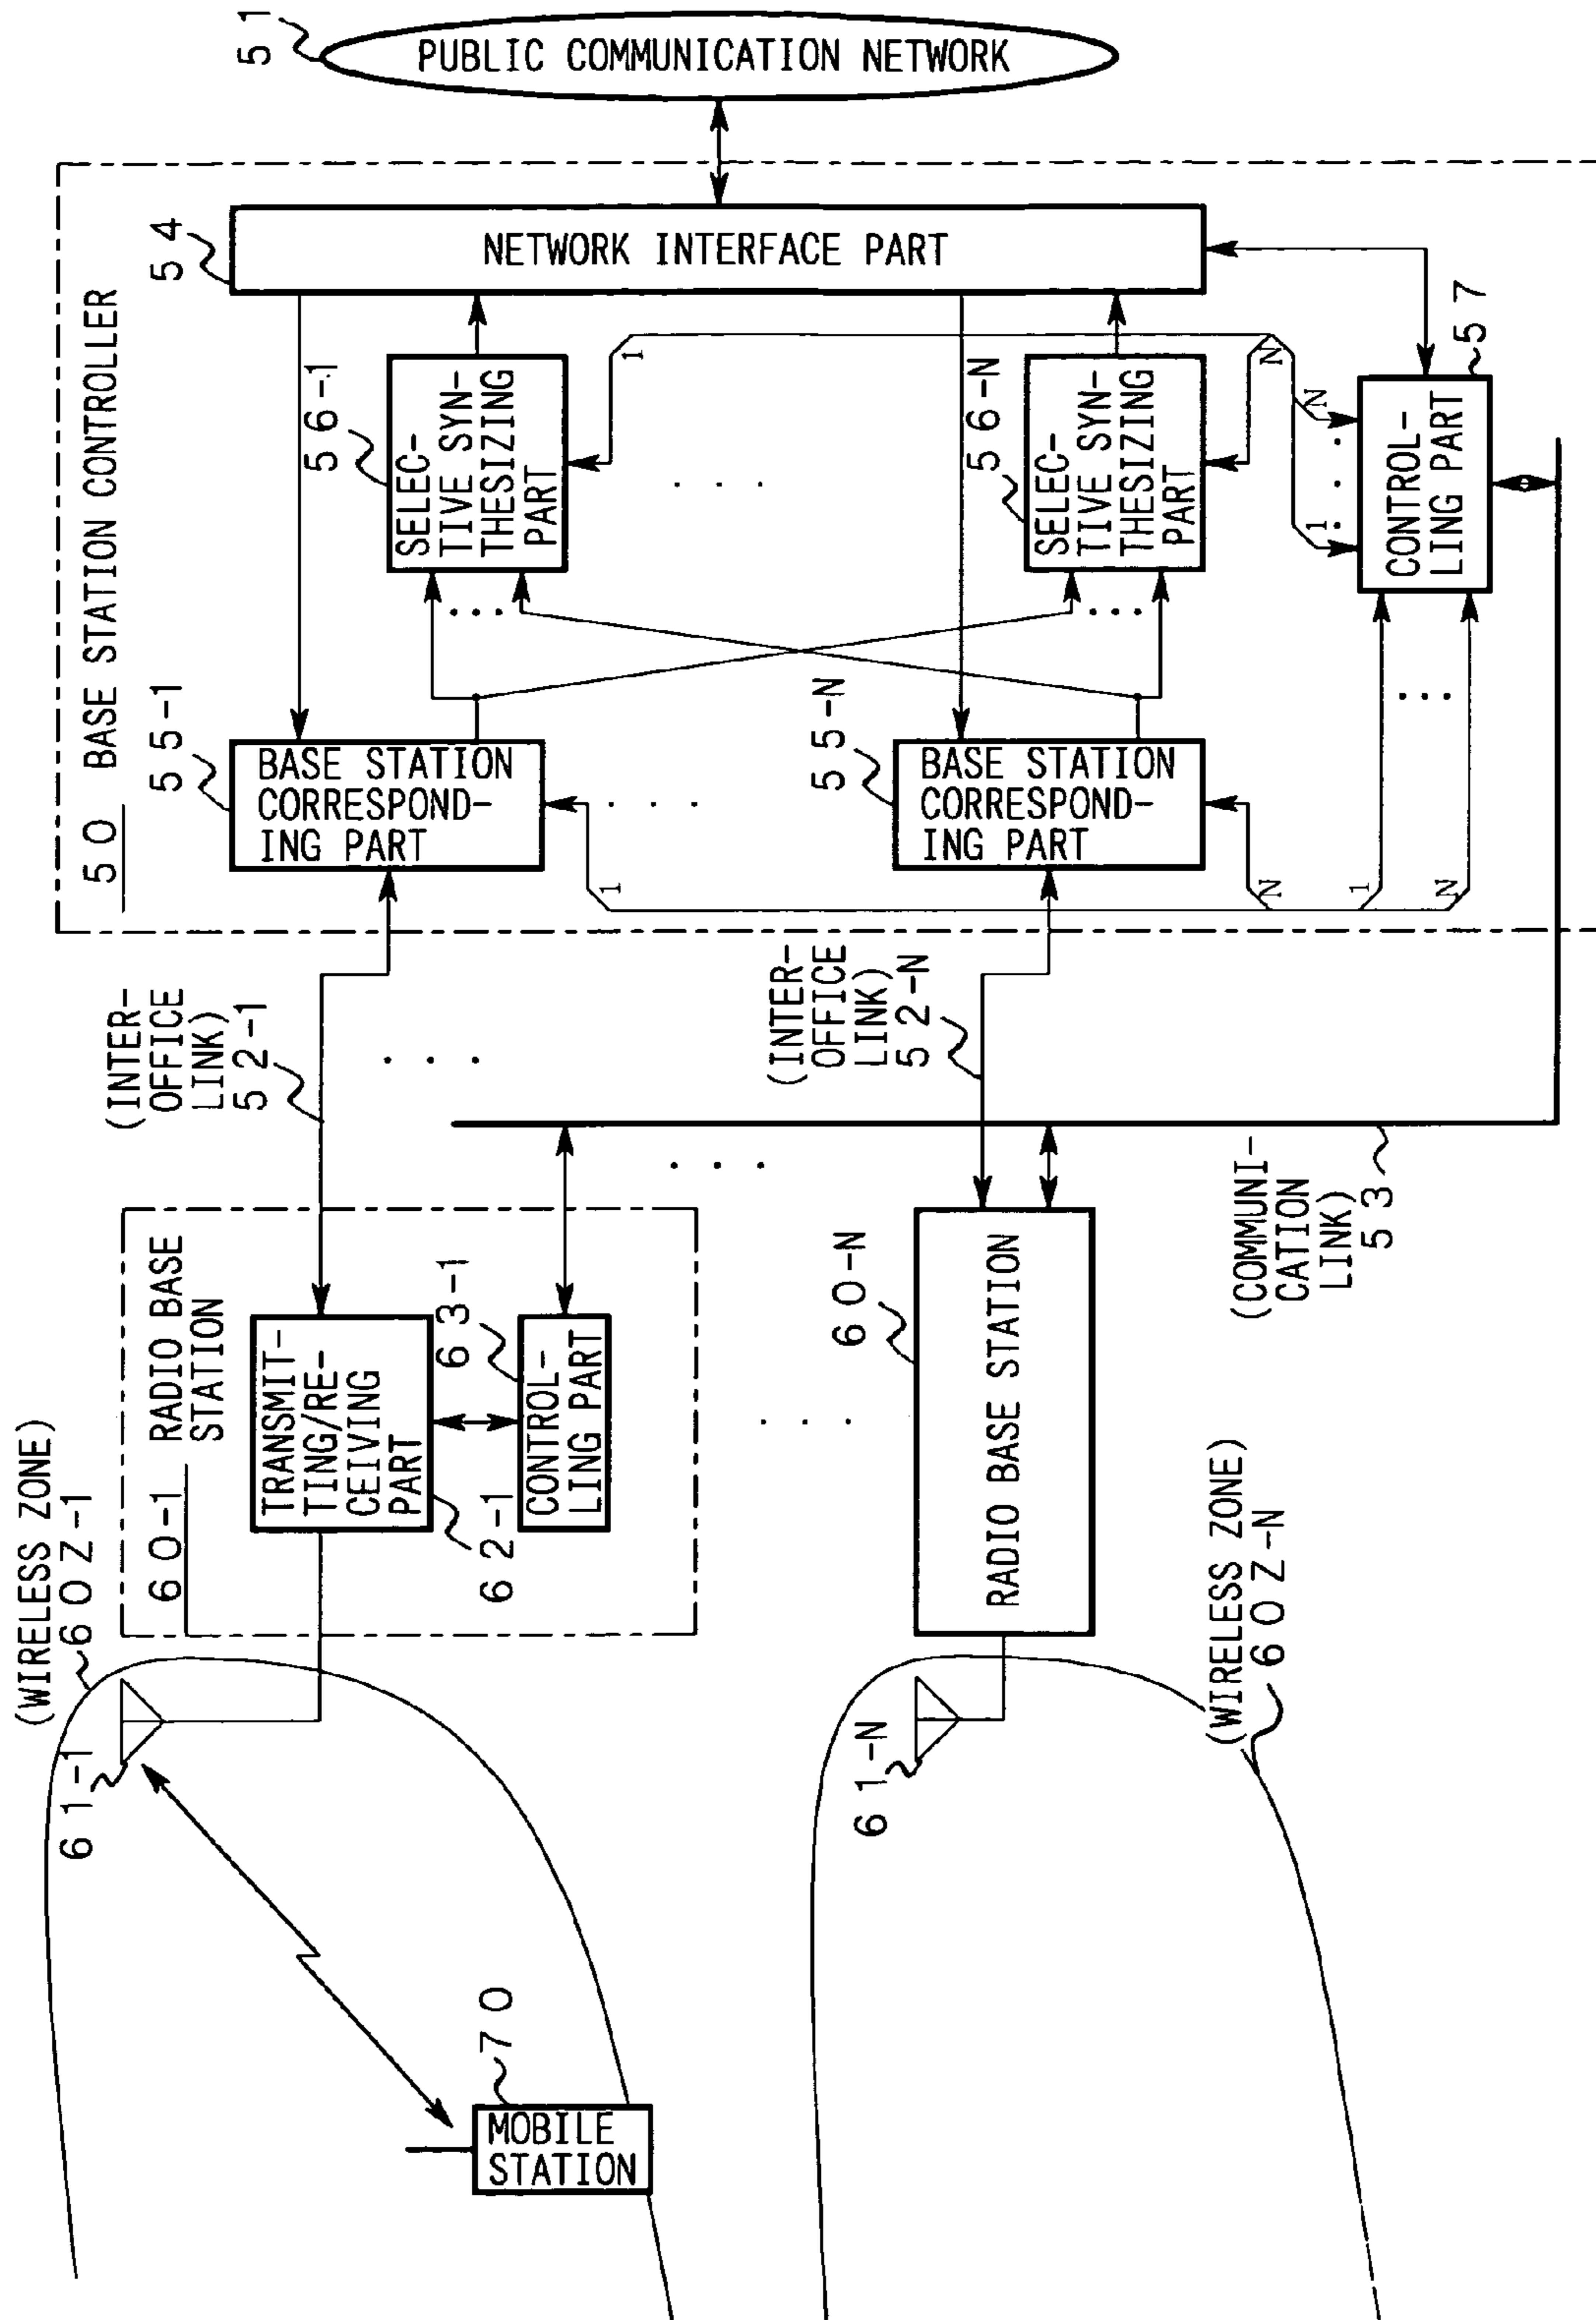 51
PUBLIC COMMUNICATION NETWORK
50 BASE STATION CONTROLLER
54
NETWORK INTERFACE PART
56-1
SELEC-
TIVE SYN-
THESIZING
PART
1
. . .
56-N
SELEC-
TIVE SYN-
THESIZING
PART
N
N
. . .
1
57
CONTROL-
LING PART
. . .
. . .
55-1
BASE STATION
CORRESPOND-
ING PART
1
. . .
55-N
BASE STATION
CORRESPOND-
ING PART
N
1
. . .
N
(INTER-
OFFICE
LINK)
52-1
. . .
(INTER-
OFFICE
LINK)
52-N
. . .
(COMMUNI-
CATION
LINK)
53
60-1 RADIO BASE
STATION
TRANSMIT-
TING/RE-
CEIVING
PART
62-1
63-1
CONTROL-
LING PART
. . .
60-N
RADIO BASE STATION
(WIRELESS ZONE)
60Z-1
61-1
61-N
(WIRELESS ZONE)
60Z-N
70
MOBILE
STATION